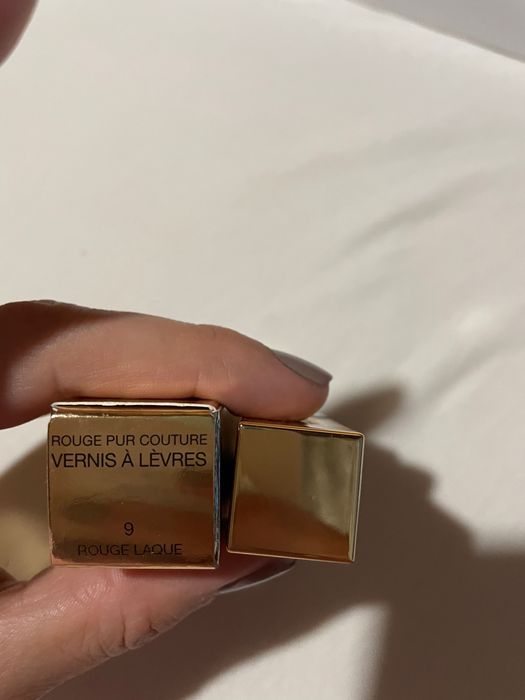 ROUGE PUR COUTURE
VERNIS À LÈVRES
9
ROUGE LAQUE